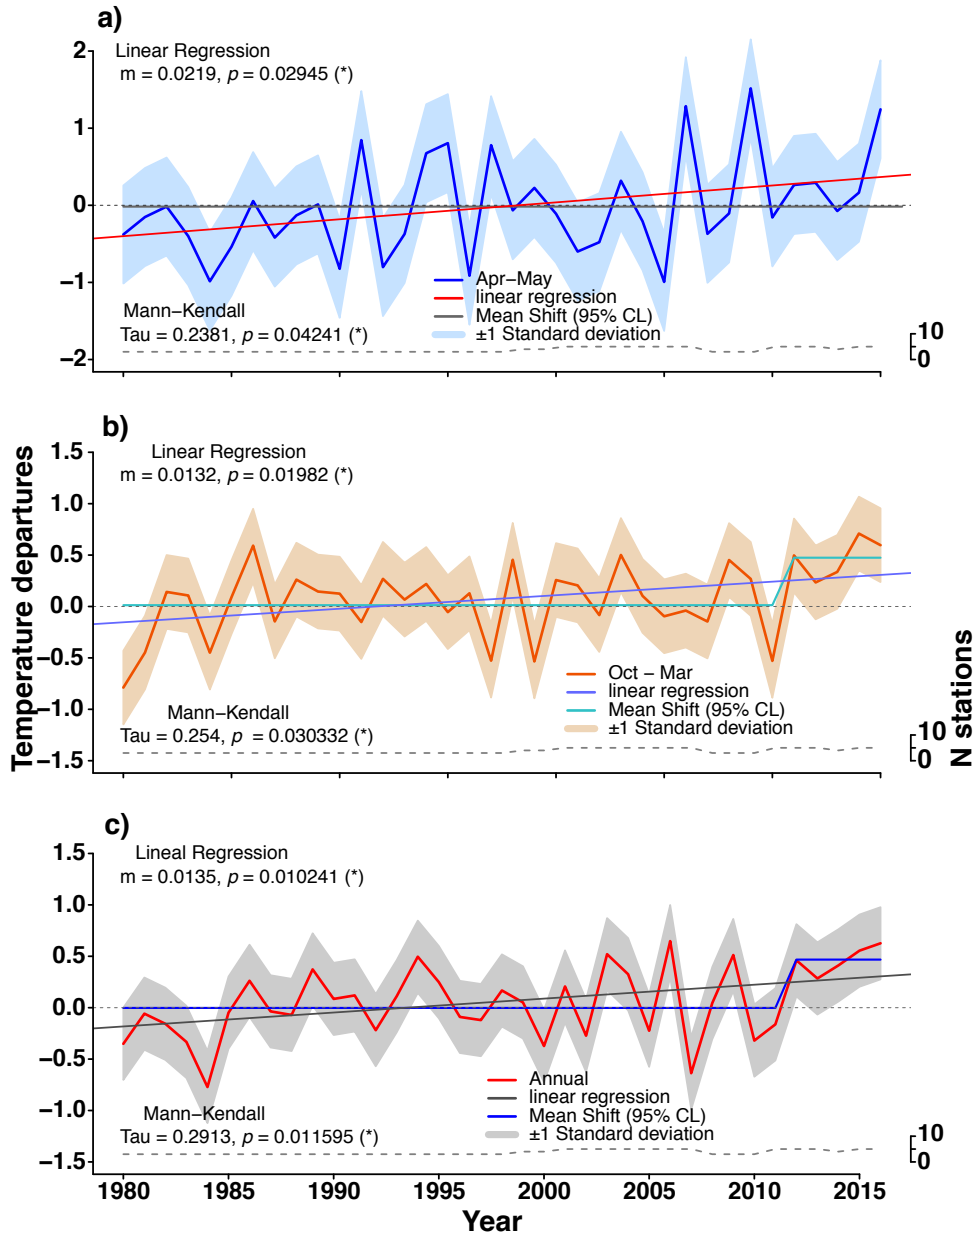 a)
Linear Regression
m = 0.0219, p = 0.02945 (*)
2
1
0
−1
−2
Apr−May
linear regression
Mean Shift (95% CL)
±1 Standard deviation
Mann−Kendall
Tau = 0.2381, p = 0.04241 (*)
10
0
b)
Linear Regression
m = 0.0132, p = 0.01982 (*)
1.5
1.0
0.5
0.0
−0.5
−1.0
−1.5
Temperature departures
Oct − Mar
linear regression
Mean Shift (95% CL)
±1 Standard deviation
Mann−Kendall
Tau = 0.254, p = 0.030332 (*)
10
0
N stations
c)
Lineal Regression
m = 0.0135, p = 0.010241 (*)
1.5
1.0
0.5
0.0
−0.5
−1.0
−1.5
Annual
linear regression
Mean Shift (95% CL)
±1 Standard deviation
Mann−Kendall
Tau = 0.2913, p = 0.011595 (*)
10
0
1980 1985 1990 1995 2000 2005 2010 2015
Year